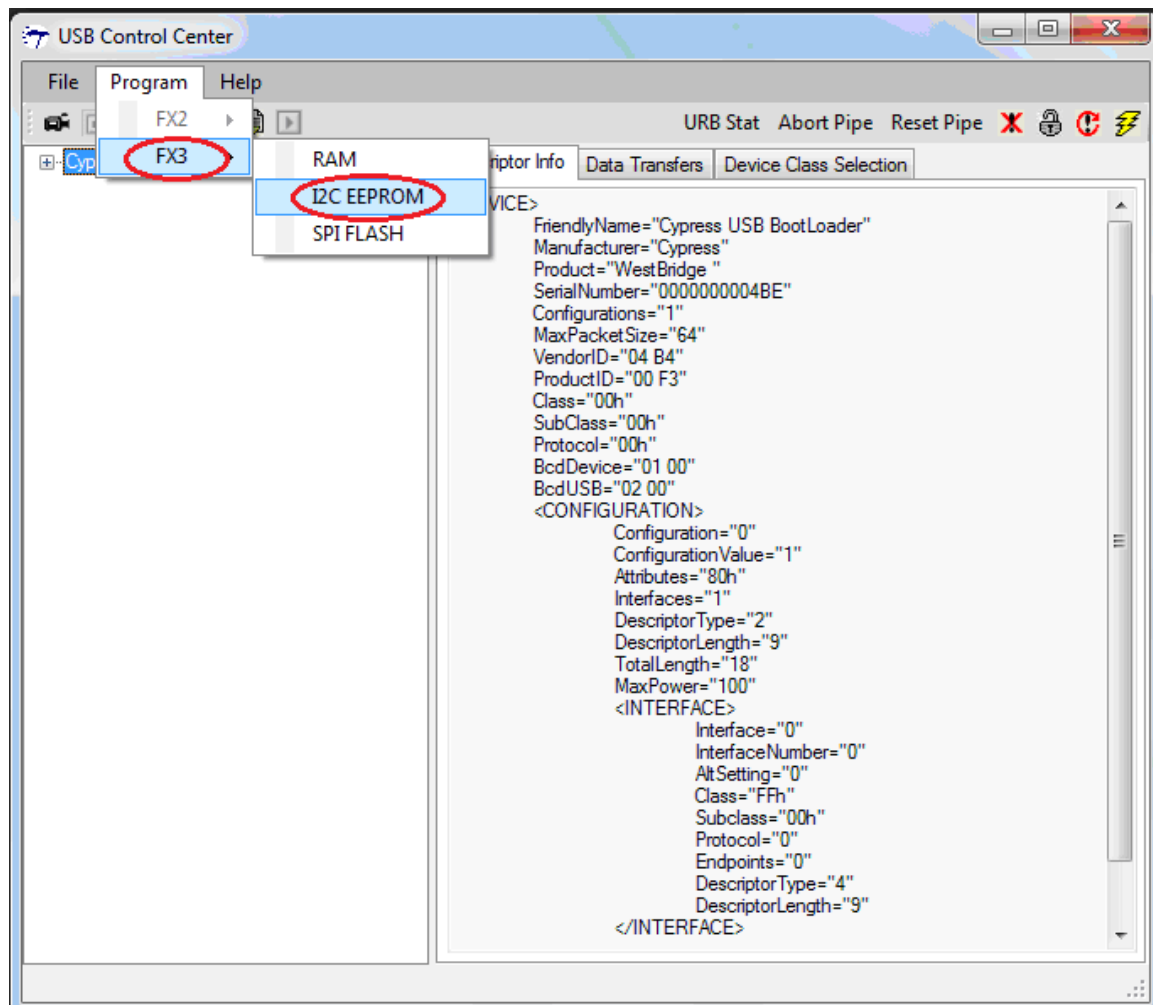 USB Control Center
File Program Help
FX2
URB Stat Abort Pipe Reset Pipe
FX3
Cyp
RAM
I2C EEPROM
SPI FLASH
riptor Info Data Transfers Device Class Selection
VICE>
FriendlyName="Cypress USB BootLoader"
Manufacturer="Cypress"
Product="WestBridge "
SerialNumber="0000000004BE"
Configurations="1"
MaxPacketSize="64"
VendorID="04 B4"
ProductID="00 F3"
Class="00h"
SubClass="00h"
Protocol="00h"
BcdDevice="01 00"
BcdUSB="02 00"
<CONFIGURATION>
Configuration="0"
ConfigurationValue="1"
Attributes="80h"
Interfaces="1"
DescriptorType="2"
DescriptorLength="9"
TotalLength="18"
MaxPower="100"
<INTERFACE>
Interface="0"
InterfaceNumber="0"
AltSetting="0"
Class="FFh"
Subclass="00h"
Protocol="0"
Endpoints="0"
DescriptorType="4"
DescriptorLength="9"
</INTERFACE>